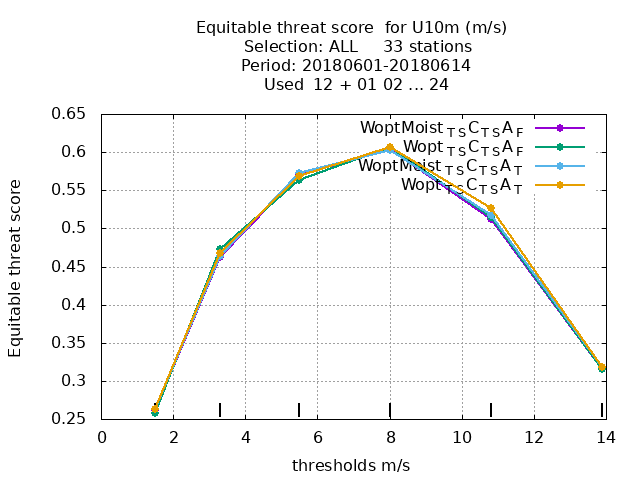 Equitable threat score for U10m (m/s)
Selection: ALL 33 stations
Period: 20180601-20180614
Used 12 + 01 02 ... 24
0.65
0.6
0.55
0.5
0.45
0.4
0.35
0.3
0.25
Equitable threat score
WoptMoist TS C TS A F
Wopt TS C TS A F
WoptMoist TS C TS A T
Wopt TS C TS A T
0 2 4 6 8 10 12 14
thresholds m/s